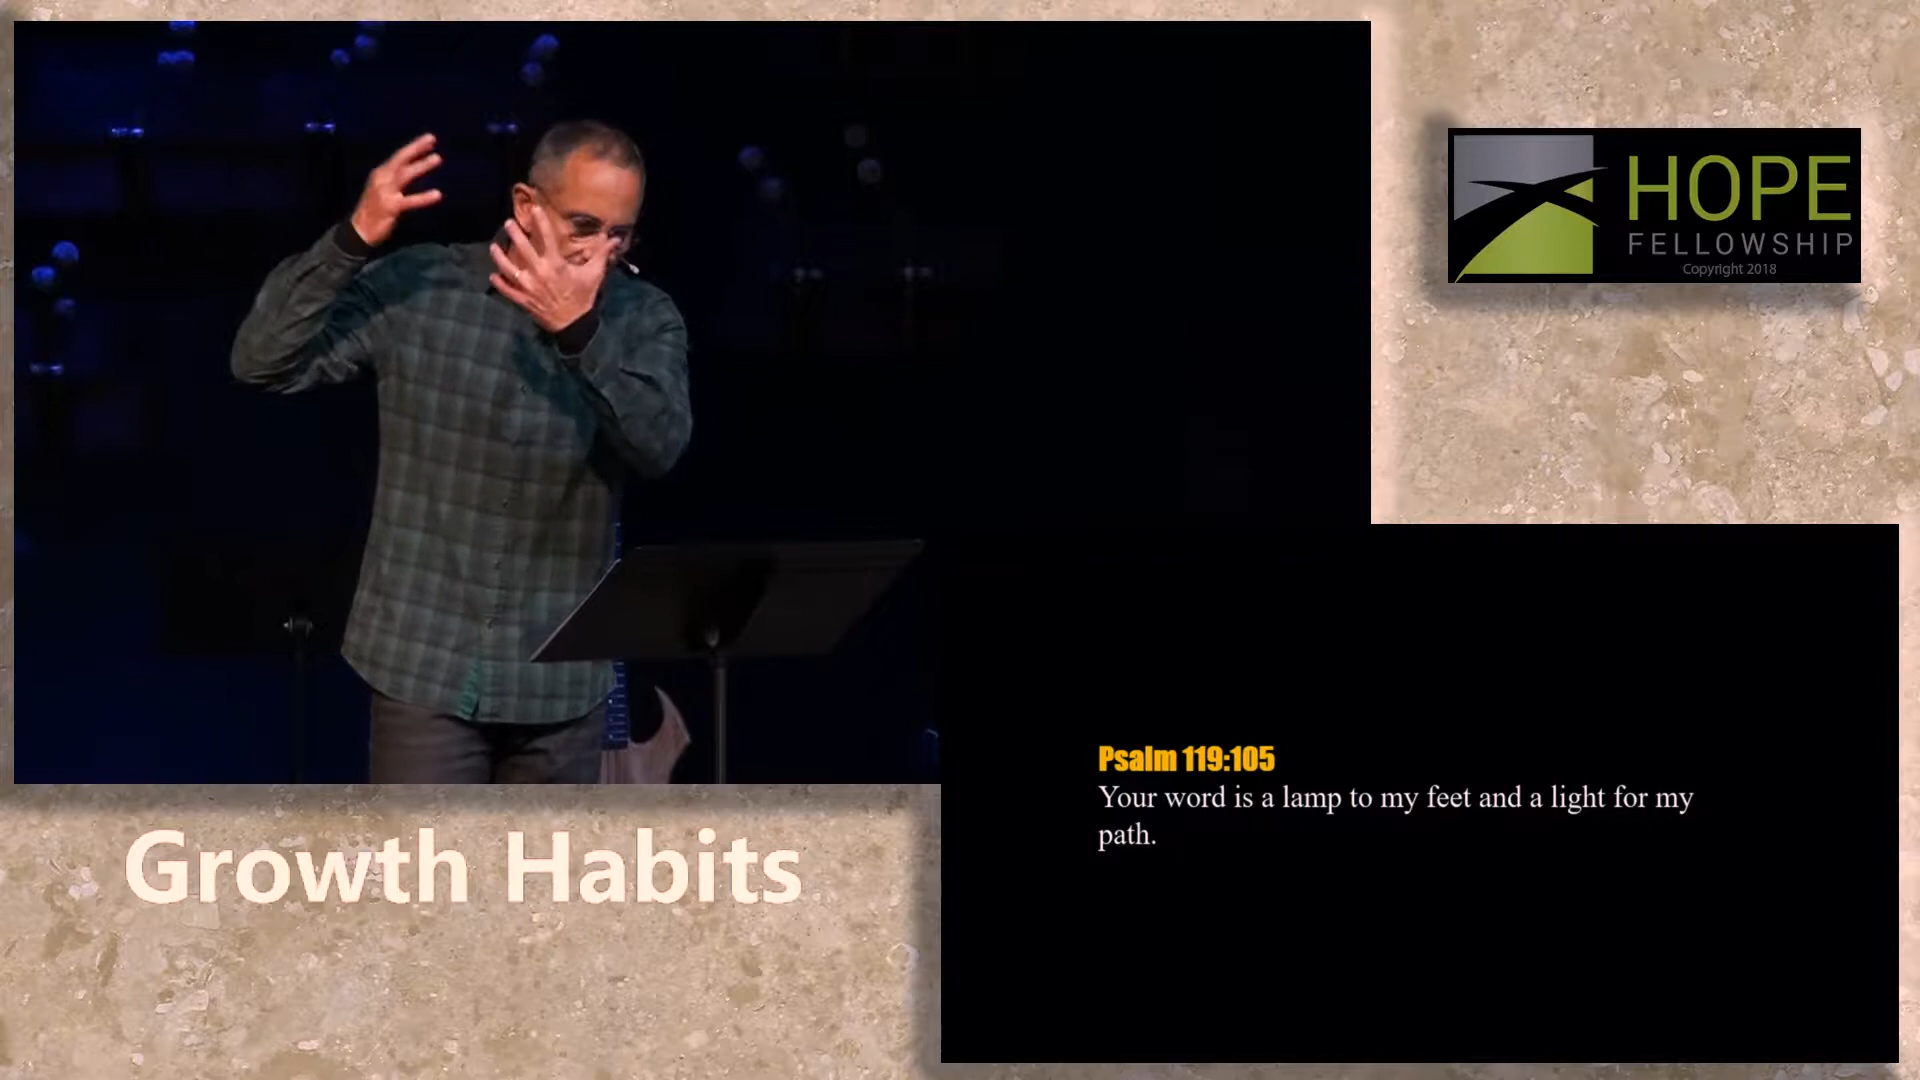 HOPE
FELLOWSHIP
Copyright 2018
Psalm 119:105
Your word is a lamp to my feet and a light for my
path.
Growth Habits